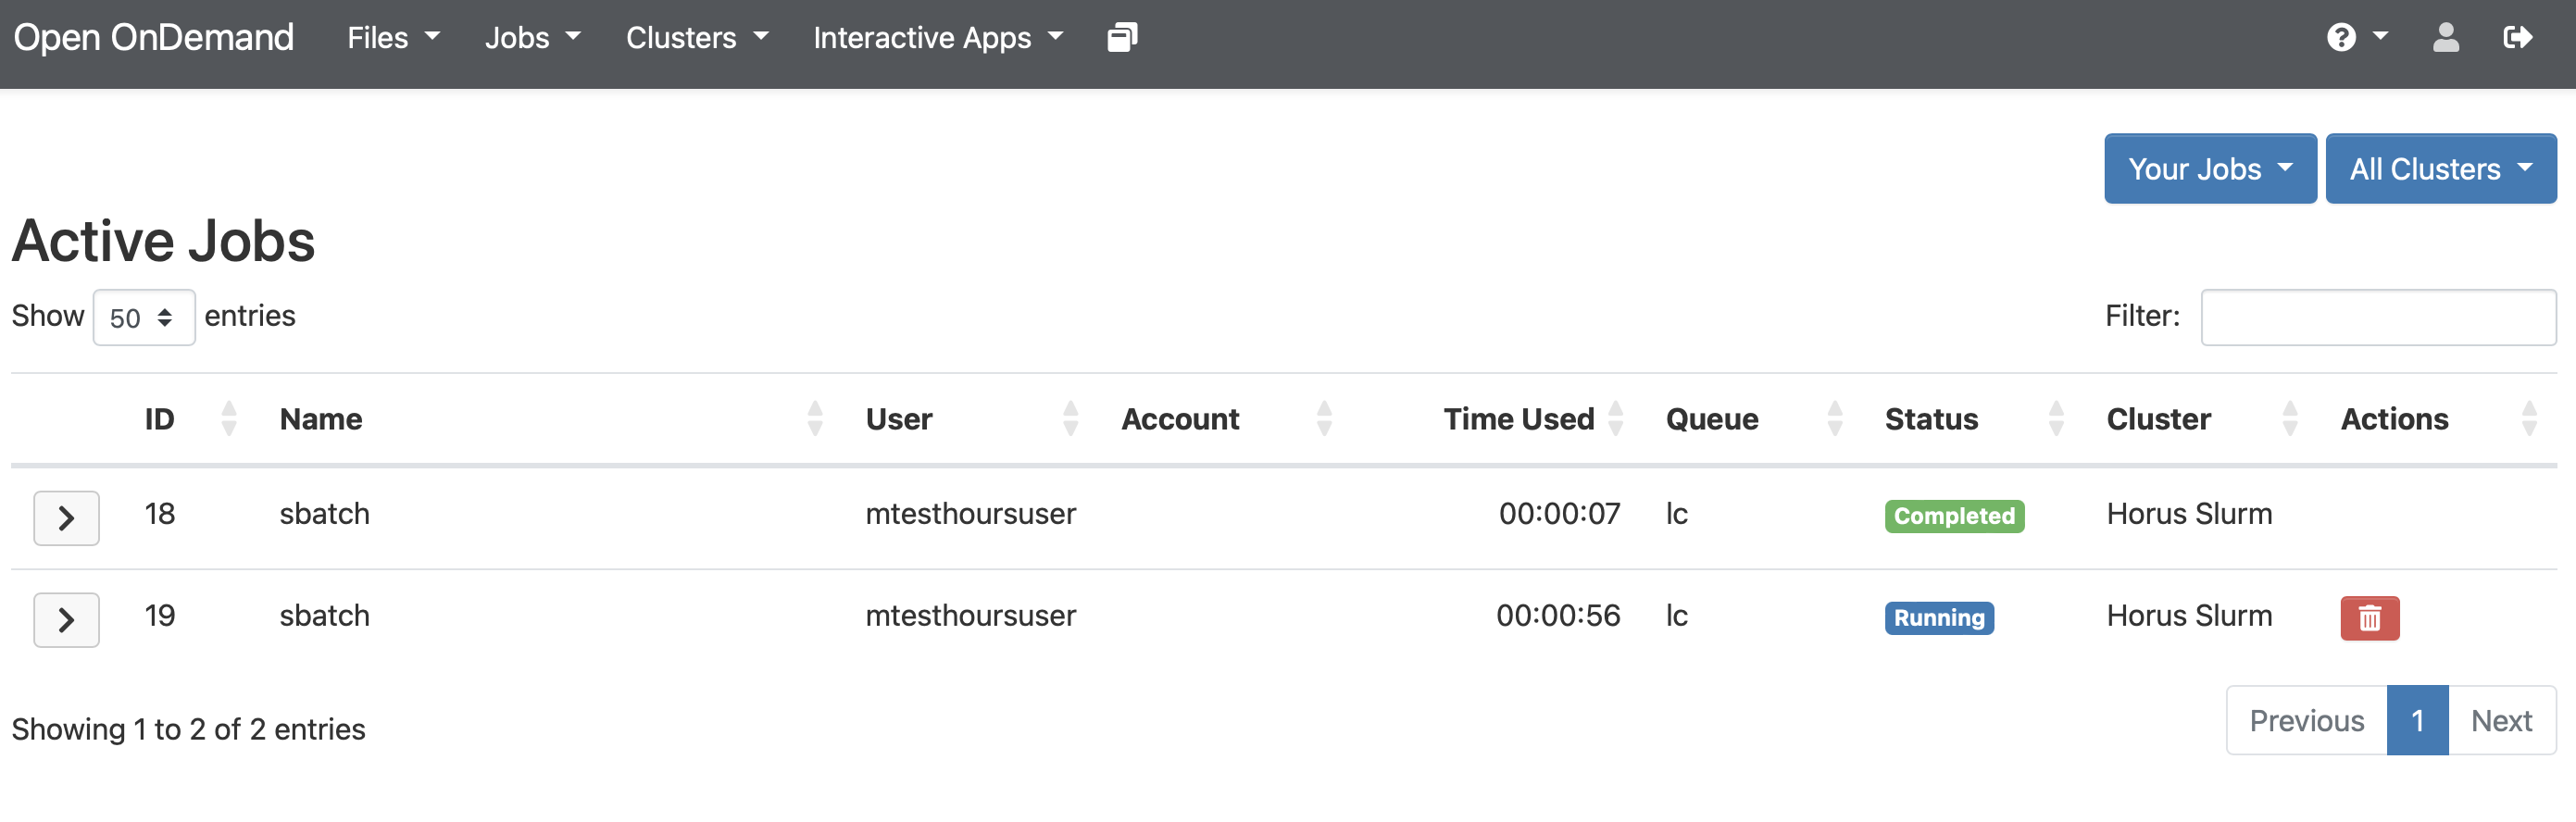 Open OnDemand Files Jobs Clusters Interactive Apps
Your Jobs All Clusters
Active Jobs
Show 50 entries Filter:
ID Name User Account Time Used Queue Status Cluster Actions
18 sbatch mtesthoursuser 00:00:07 lc Completed Horus Slurm
19 sbatch mtesthoursuser 00:00:56 lc Running Horus Slurm
Showing 1 to 2 of 2 entries Previous 1 Next